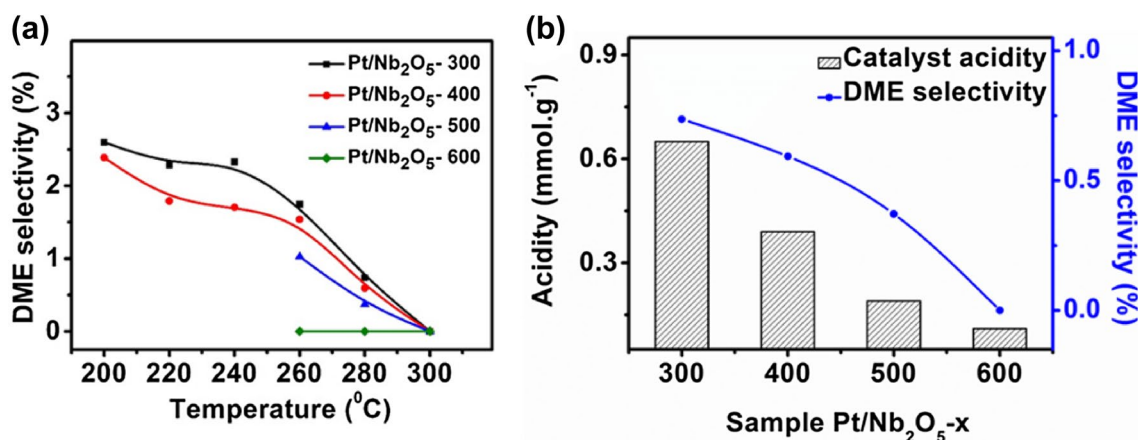 (a)
DME selectivity (%)
3
2
1
0
Pt/Nb₂O₅- 300
Pt/Nb₂O₅- 400
Pt/Nb₂O₅- 500
Pt/Nb₂O₅- 600
200 220 240 260 280 300
Temperature (⁰C)
(b)
Acidity (mmol.g⁻¹)
0.9
0.6
0.3
Catalyst acidity
DME selectivity
1.0
0.5
0.0
DME selectivity (%)
300 400 500 600
Sample Pt/Nb₂O₅-x